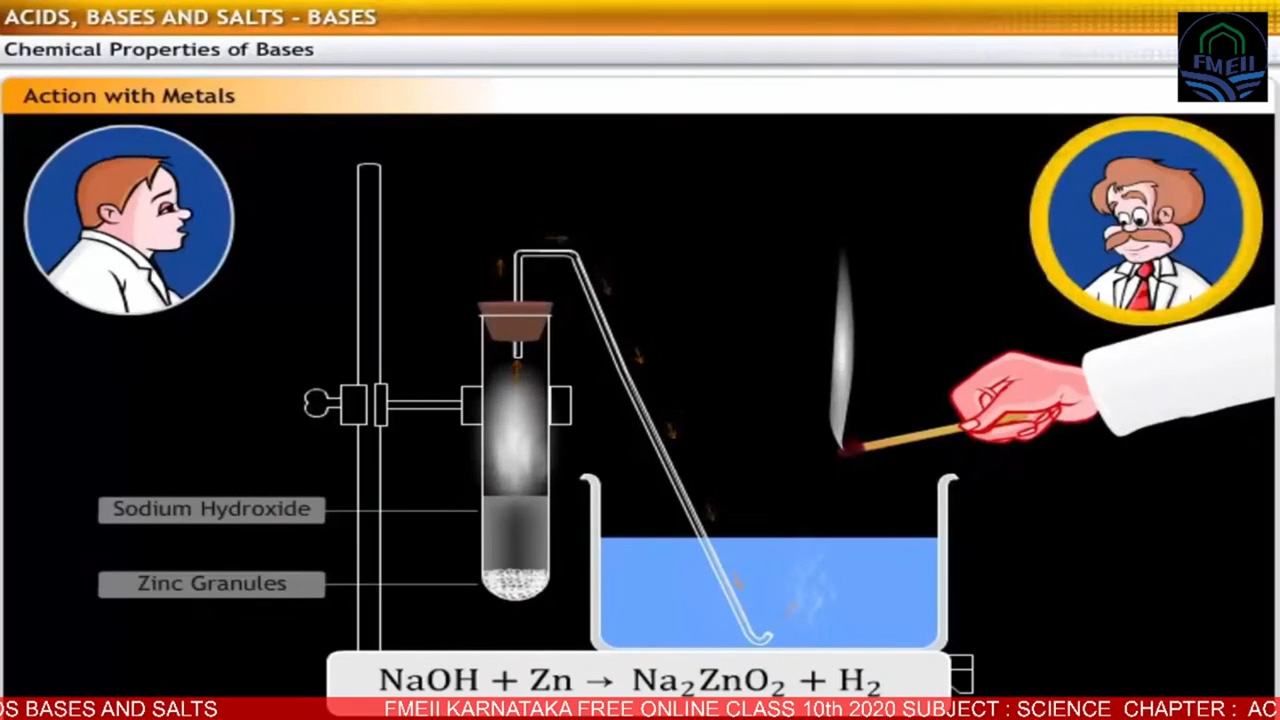 ACIDS, BASES AND SALTS - BASES
Chemical Properties of Bases
FMEII
Action with Metals
Sodium Hydroxide
Zinc Granules
NaOH + Zn → Na₂ZnO₂ + H₂
DS BASES AND SALTS FMEII KARNATAKA FREE ONLINE CLASS 10th 2020 SUBJECT : SCIENCE CHAPTER : AC